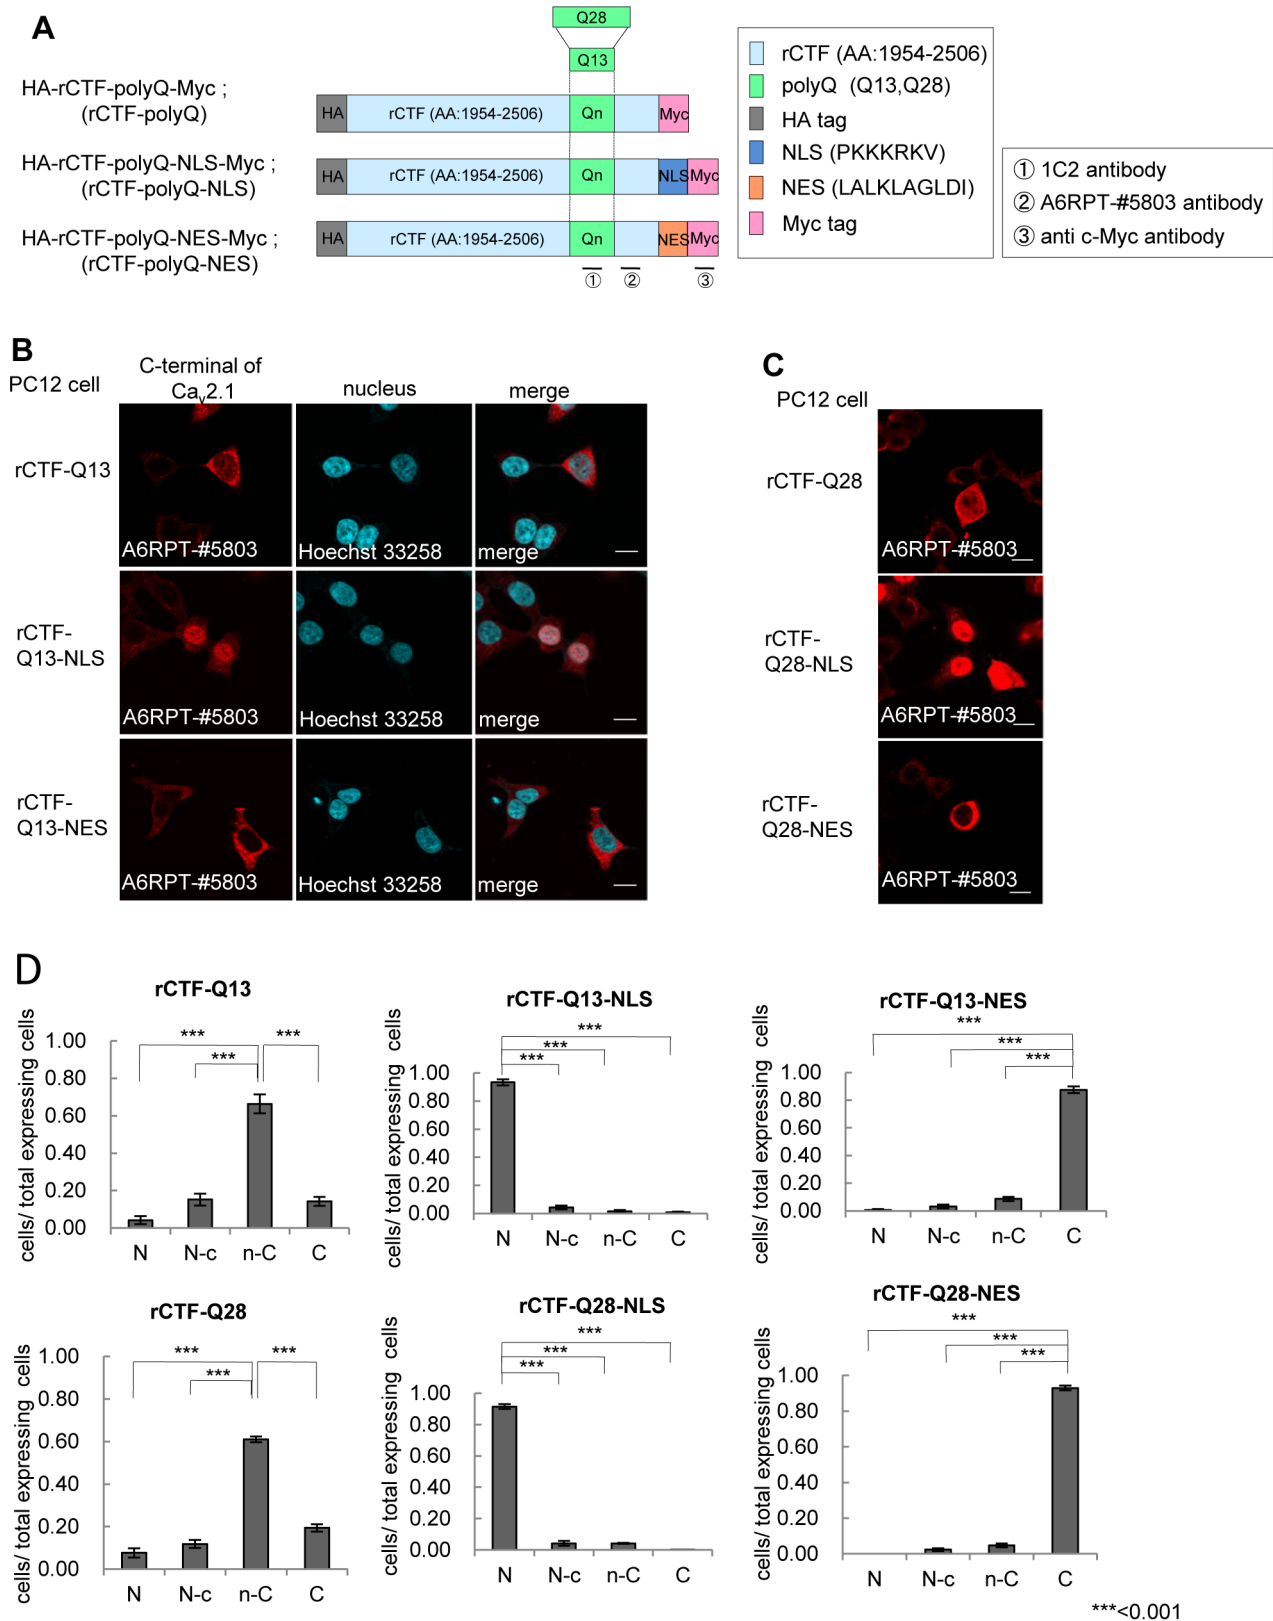 A
Q28
Q13
HA-rCTF-polyQ-Myc ;
(rCTF-polyQ)
HA rCTF (AA:1954-2506) Qn Myc
HA-rCTF-polyQ-NLS-Myc ;
(rCTF-polyQ-NLS)
HA rCTF (AA:1954-2506) Qn NLS Myc
HA-rCTF-polyQ-NES-Myc ;
(rCTF-polyQ-NES)
HA rCTF (AA:1954-2506) Qn NES Myc
① ② ③
rCTF (AA:1954-2506)
polyQ (Q13,Q28)
HA tag
NLS (PKKKRKV)
NES (LALKLAGLDI)
Myc tag
① 1C2 antibody
② A6RPT-#5803 antibody
③ anti c-Myc antibody
B
PC12 cell
C-terminal of
Cav2.1
nucleus
merge
rCTF-Q13
A6RPT-#5803
Hoechst 33258
merge
rCTF-
Q13-NLS
A6RPT-#5803
Hoechst 33258
merge
rCTF-
Q13-NES
A6RPT-#5803
Hoechst 33258
merge
C
PC12 cell
rCTF-Q28
A6RPT-#5803
rCTF-
Q28-NLS
A6RPT-#5803
rCTF-
Q28-NES
A6RPT-#5803
D
rCTF-Q13
cells/ total expressing cells
1.00
0.80
0.60
0.40
0.20
0.00
*** ***
***
N N-c n-C C
rCTF-Q13-NLS
cells/ total expressing cells
1.00
0.80
0.60
0.40
0.20
0.00
***
***
***
N N-c n-C C
rCTF-Q13-NES
cells/ total expressing cells
1.00
0.80
0.60
0.40
0.20
0.00
***
***
***
N N-c n-C C
rCTF-Q28
cells/ total expressing cells
1.00
0.80
0.60
0.40
0.20
0.00
*** ***
***
N N-c n-C C
rCTF-Q28-NLS
cells/ total expressing cells
1.00
0.80
0.60
0.40
0.20
0.00
***
***
***
N N-c n-C C
rCTF-Q28-NES
cells/ total expressing cells
1.00
0.80
0.60
0.40
0.20
0.00
***
***
***
N N-c n-C C
***<0.001